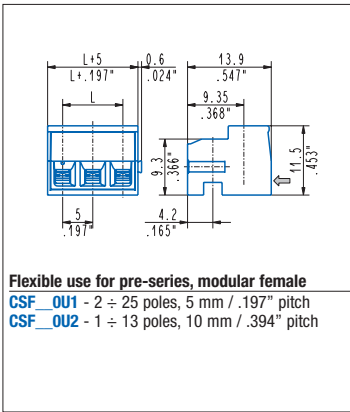 L+5
L+.197"
0.6
.024"
13.9
.547"
L
9.35
.368"
9.3
.366"
11.5
.453"
5
.197"
4.2
.165"
Flexible use for pre-series, modular female
CSF__0U1 - 2 ÷ 25 poles, 5 mm / .197” pitch
CSF__0U2 - 1 ÷ 13 poles, 10 mm / .394” pitch